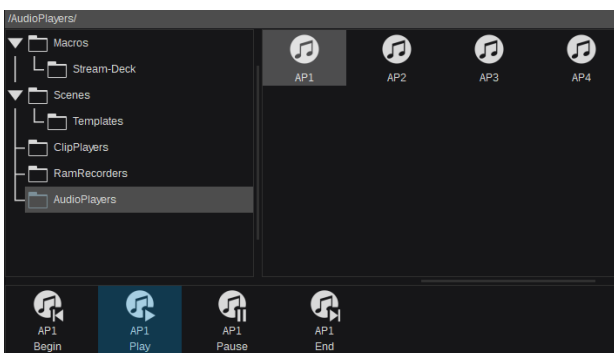 /AudioPlayers/
Macros
Stream-Deck
Scenes
Templates
ClipPlayers
RamRecorders
AudioPlayers
AP1 AP2 AP3 AP4
AP1 AP1 AP1 AP1
Begin Play Pause End